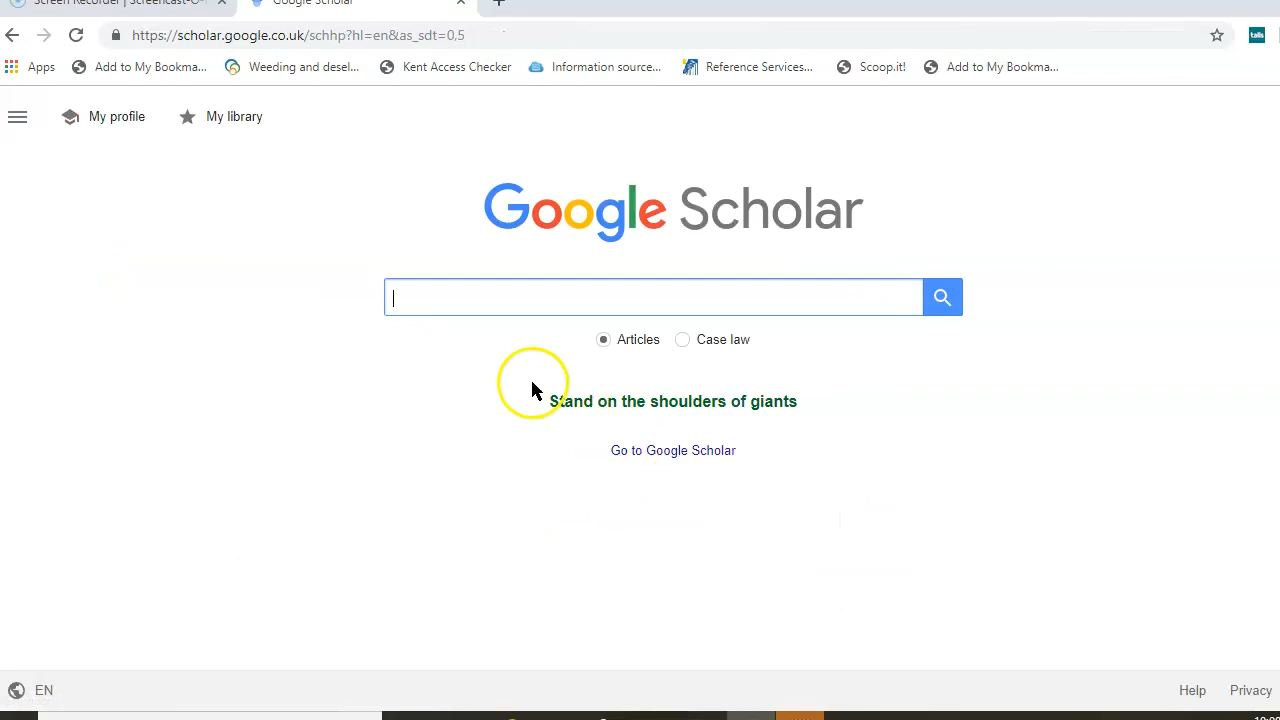 Screen Recorder | Screencast-O-
Google Scholar
https://scholar.google.co.uk/schhp?hl=en&as_sdt=0,5
talis
Apps
Add to My Bookma...
Weeding and desel...
Kent Access Checker
Information source...
Reference Services...
Scoop.it!
Add to My Bookma...
My profile
My library
Google Scholar
Articles
Case law
Stand on the shoulders of giants
Go to Google Scholar
EN
Help
Privacy